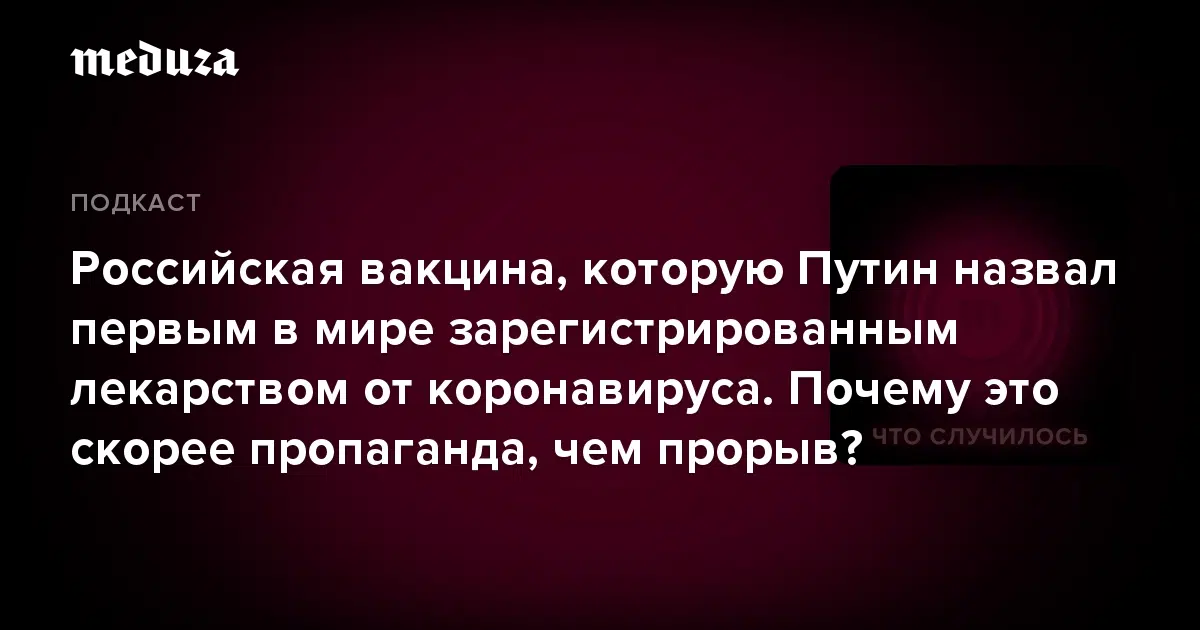 meduza
ПОДКАСТ
Российская вакцина, которую Путин назвал
первым в мире зарегистрированным
лекарством от коронавируса. Почему это
скорее пропаганда, чем прорыв?
ЧТО СЛУЧИЛОСЬ